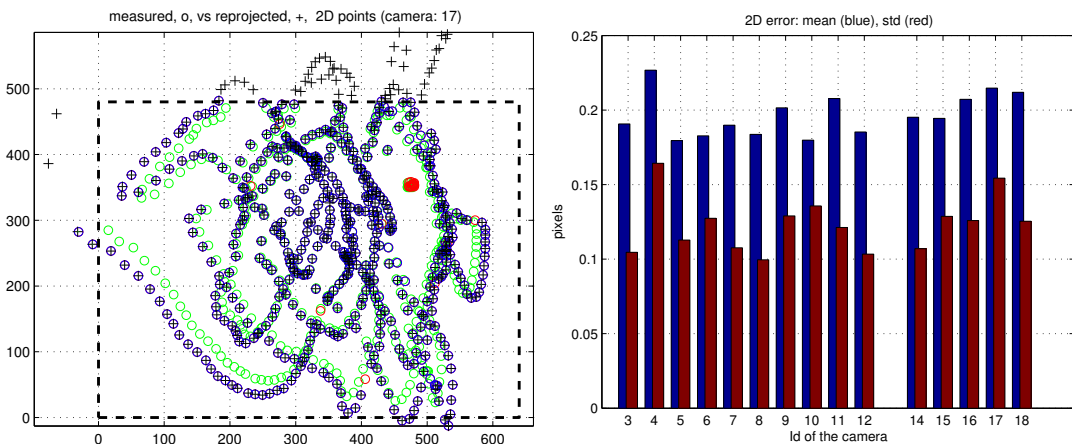 measured, o, vs reprojected, +, 2D points (camera: 17)
500
400
300
200
100
0
0 100 200 300 400 500 600
2D error: mean (blue), std (red)
0.25
0.2
0.15
0.1
0.05
0
pixels
3 4 5 6 7 8 9 10 11 12 14 15 16 17 18
Id of the camera